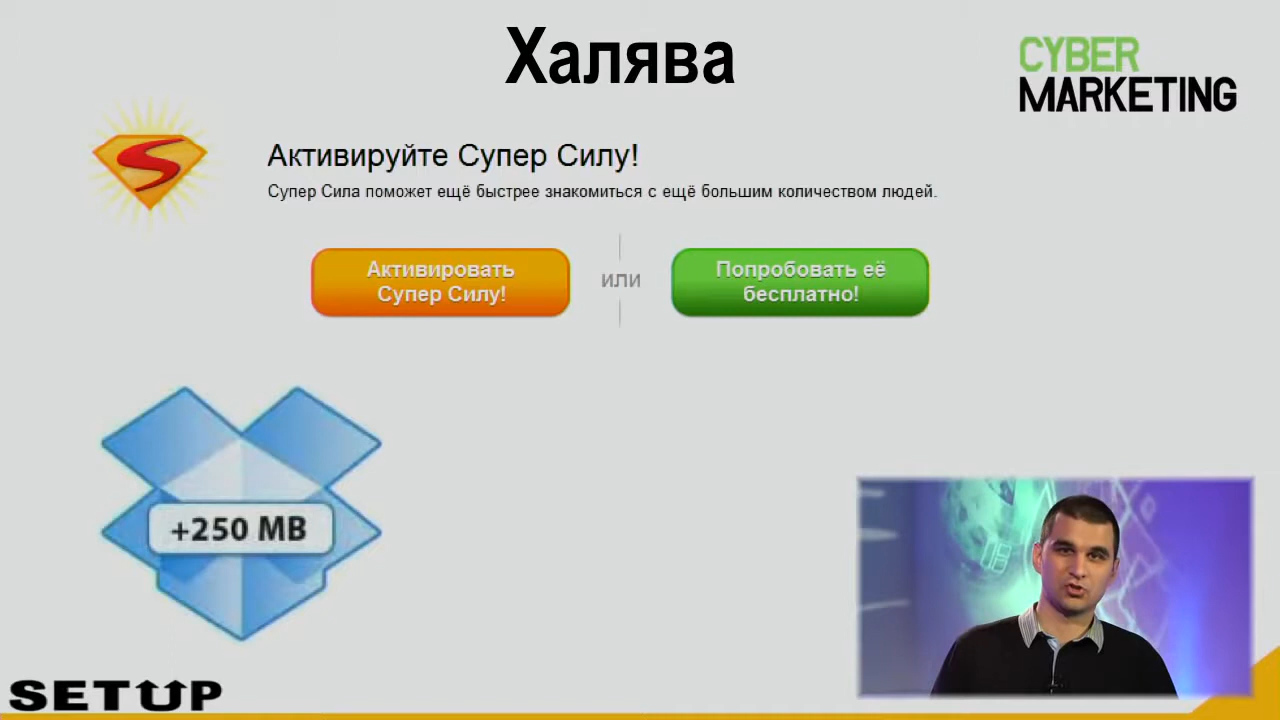 Халява
CYBER
MARKETING
Активируйте Супер Силу!
Супер Сила поможет ещё быстрее знакомиться с ещё большим количеством людей.
Активировать
Супер Силу!
или
Попробовать её
бесплатно!
+250 MB
SETUP